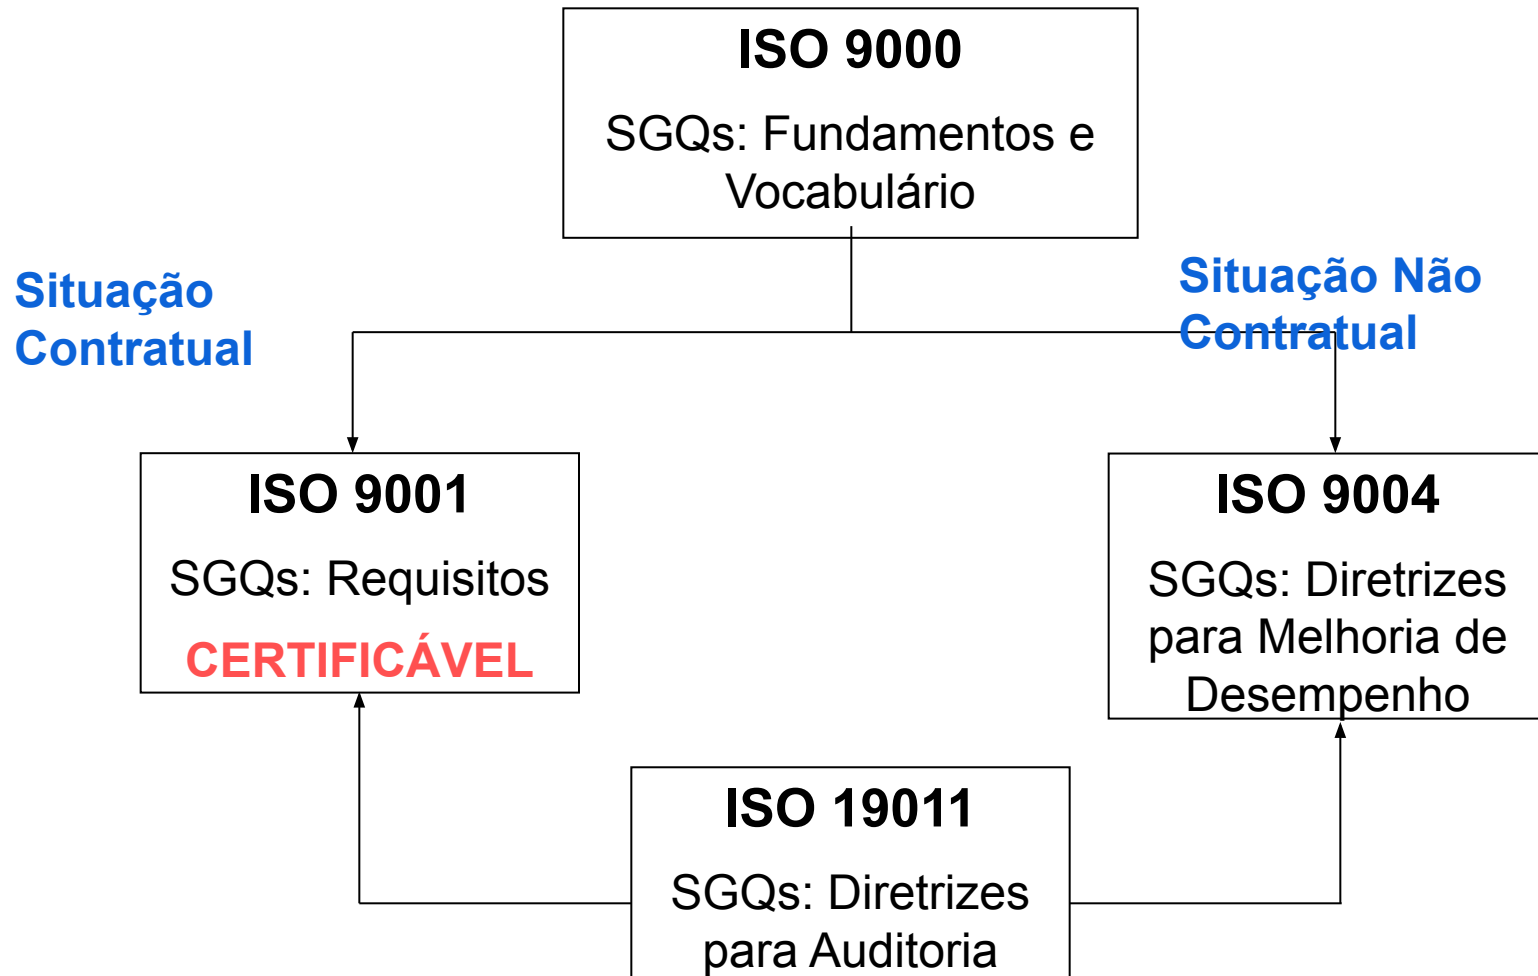 ISO 9000
SGQs: Fundamentos e
Vocabulário
Situação
Contratual
Situação Não
Contratual
ISO 9001
SGQs: Requisitos
CERTIFICÁVEL
ISO 9004
SGQs: Diretrizes
para Melhoria de
Desempenho
ISO 19011
SGQs: Diretrizes
para Auditoria